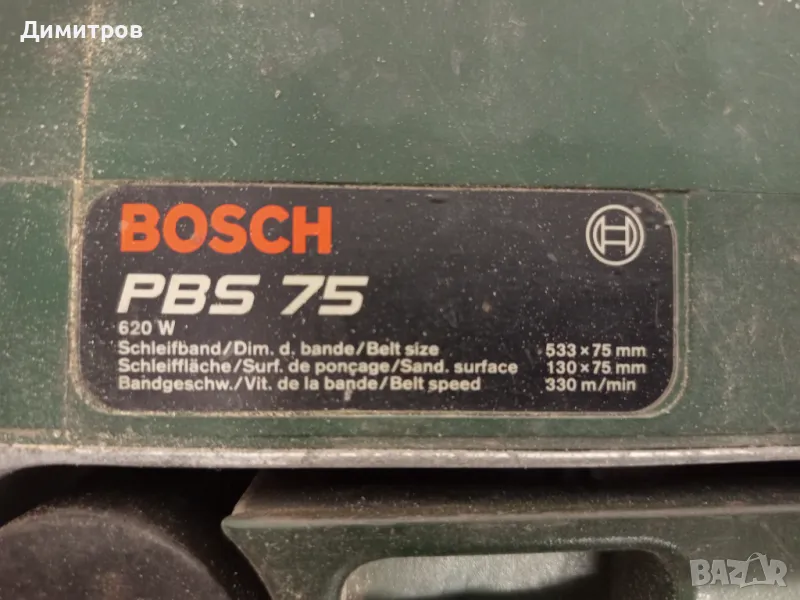 Димитров
BOSCH
PBS 75
620 W
Schleifband/Dim. d. bande/Belt size 533 × 75 mm
Schleiffläche/Surf. de ponçage/Sand. surface 130 × 75 mm
Bandgeschw./Vit. de la bande/Belt speed 330 m/min
BAZAR